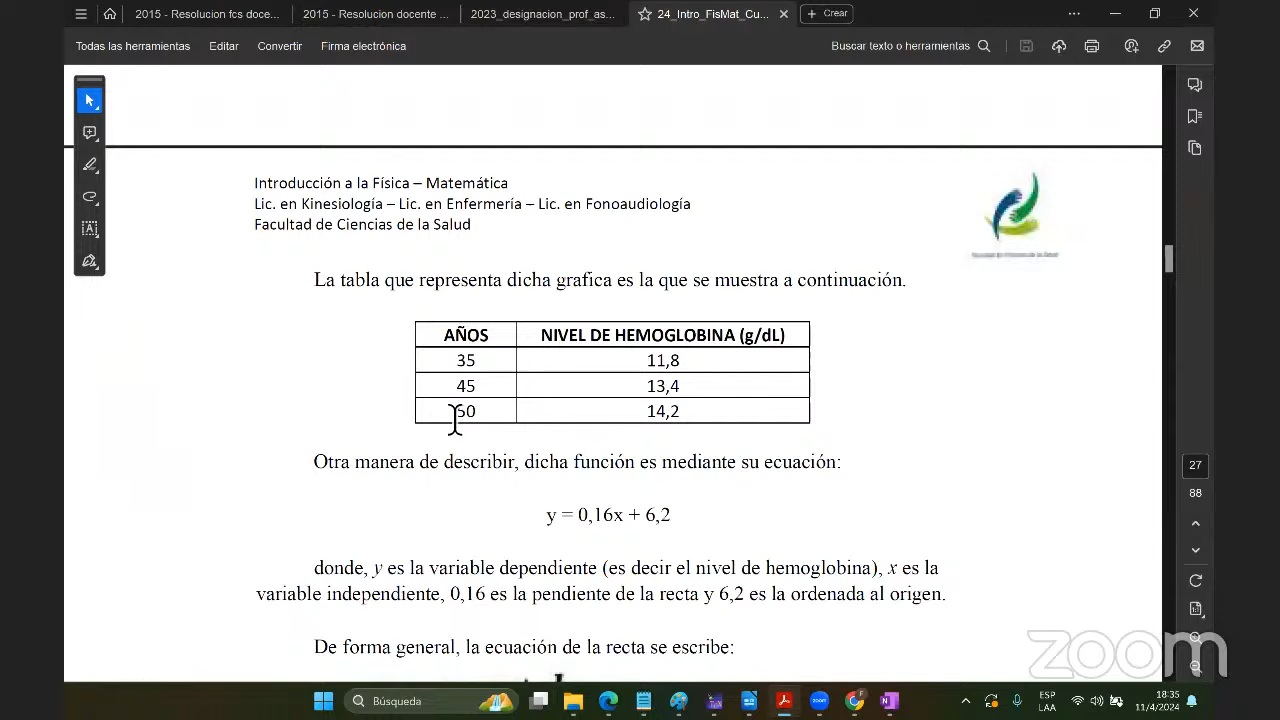 2015 - Resolucion fcs doce...
2015 - Resolucion docente ...
2023_designacion_prof_as...
24_Intro_FisMat_Cu...
Crear
Todas las herramientas
Editar
Convertir
Firma electrónica
Buscar texto o herramientas
Introducción a la Física – Matemática
Lic. en Kinesiología – Lic. en Enfermería – Lic. en Fonoaudiología
Facultad de Ciencias de la Salud
La tabla que representa dicha grafica es la que se muestra a continuación.
AÑOS NIVEL DE HEMOGLOBINA (g/dL)
35 11,8
45 13,4
50 14,2
Otra manera de describir, dicha función es mediante su ecuación:
y = 0,16x + 6,2
donde, y es la variable dependiente (es decir el nivel de hemoglobina), x es la
variable independiente, 0,16 es la pendiente de la recta y 6,2 es la ordenada al origen.
De forma general, la ecuación de la recta se escribe:
27
88
zoom
Búsqueda
ESP
LAA
18:35
11/4/2024